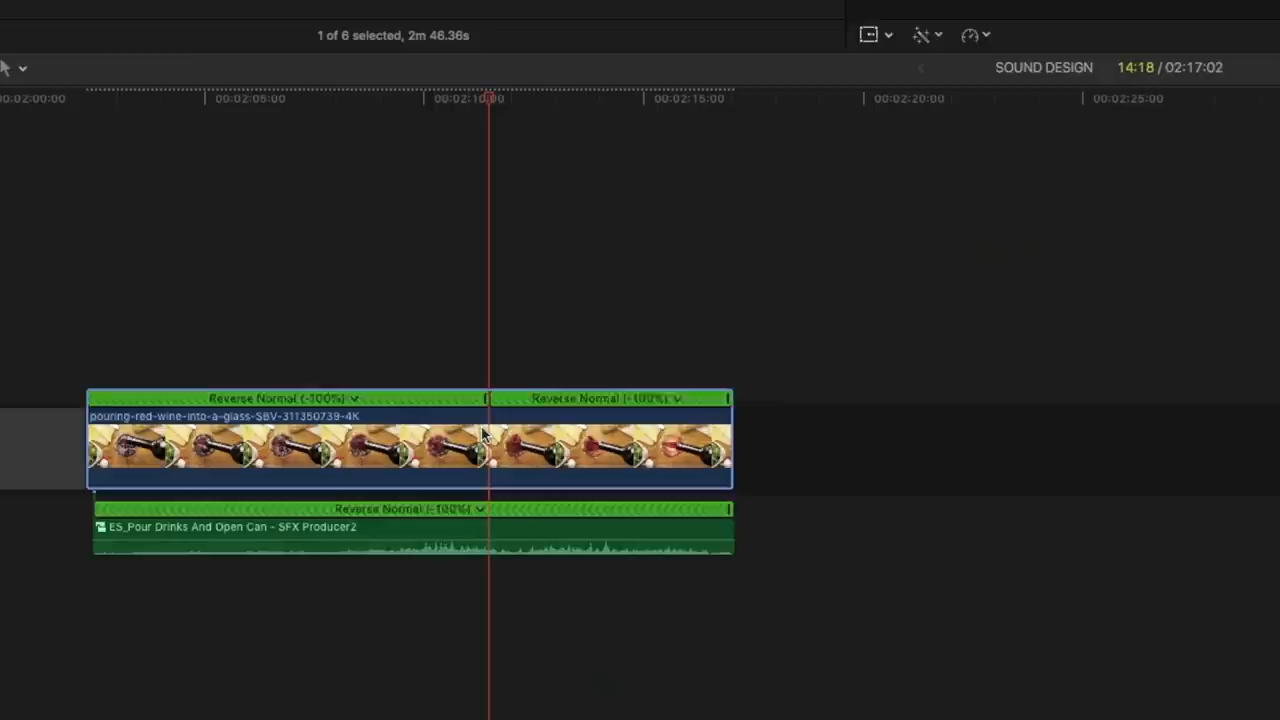 1 of 6 selected, 2m 46.36s
SOUND DESIGN 14:18 / 02:17:02
00:02:00:00 00:02:05:00 00:02:10:00 00:02:15:00 00:02:20:00 00:02:25:00
Reverse Normal (-100%) Reverse Normal (-100%)
pouring-red-wine-into-a-glass-SBV-311350739-4K
Reverse Normal (-100%)
ES_Pour Drinks And Open Can - SFX Producer2